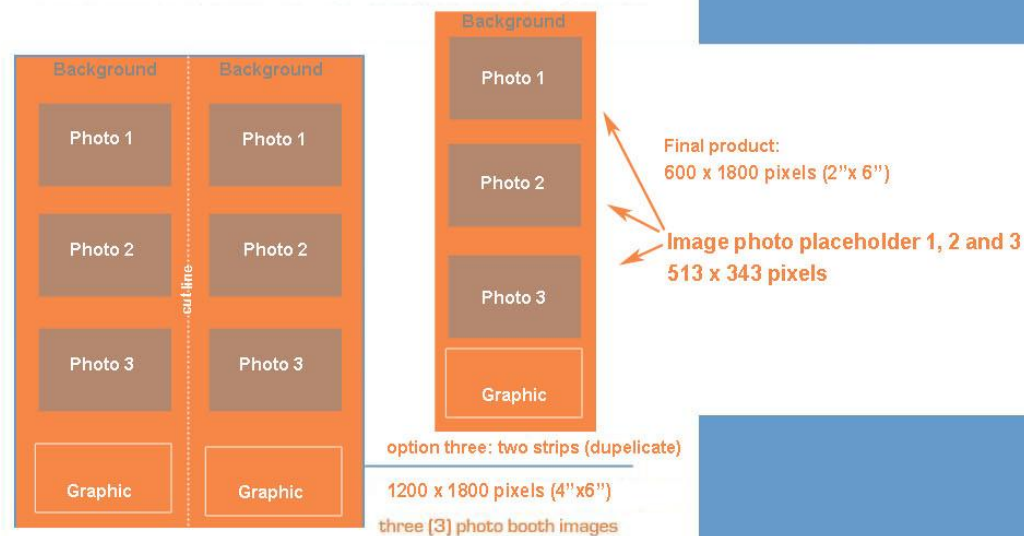 Background
Photo 1
Photo 2
Photo 3
Graphic
Background
Photo 1
Photo 2
Photo 3
Graphic
cut line
Background
Photo 1
Photo 2
Photo 3
Graphic
Final product:
600 x 1800 pixels (2”x 6”)
Image photo placeholder 1, 2 and 3
513 x 343 pixels
option three: two strips (dupelicate)
1200 x 1800 pixels (4”x6”)
three (3) photo booth images